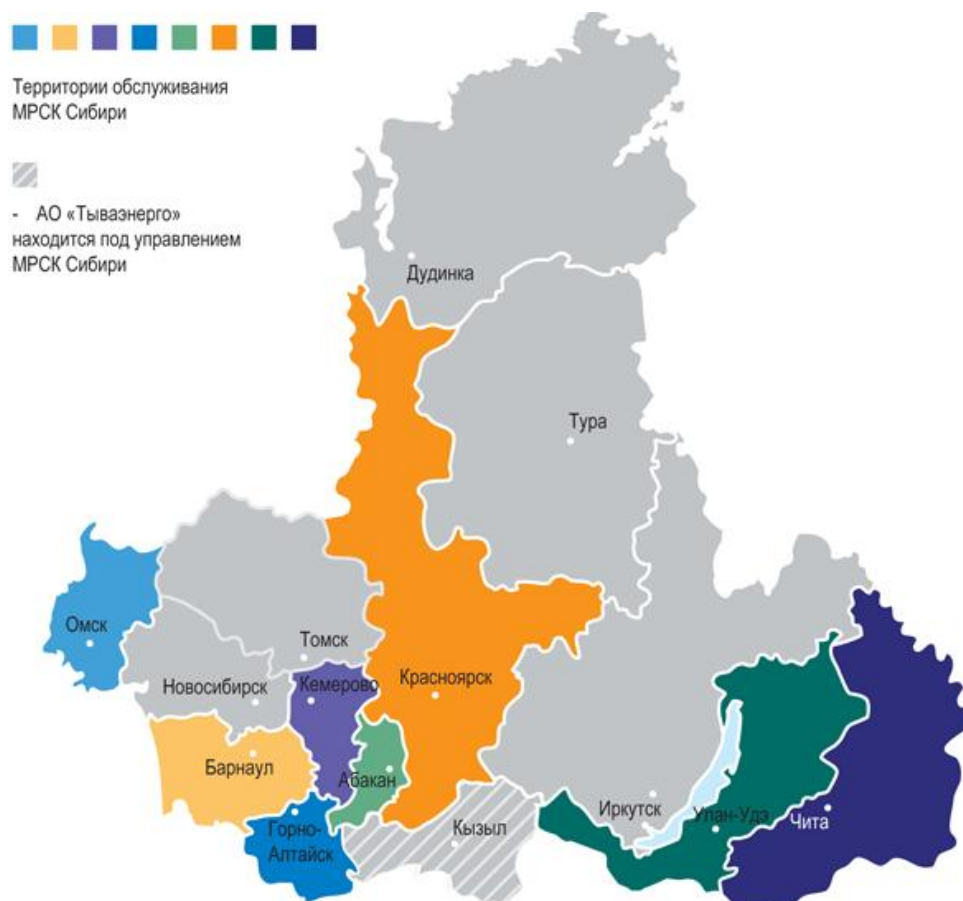 Территории обслуживания
МРСК Сибири
- АО «Тываэнерго»
находится под управлением
МРСК Сибири
Дудинка
Тура
Омск
Томск
Новосибирск
Кемерово
Красноярск
Барнаул
Абакан
Иркутск
Улан-Удэ
Чита
Горно-
Алтайск
Кызыл